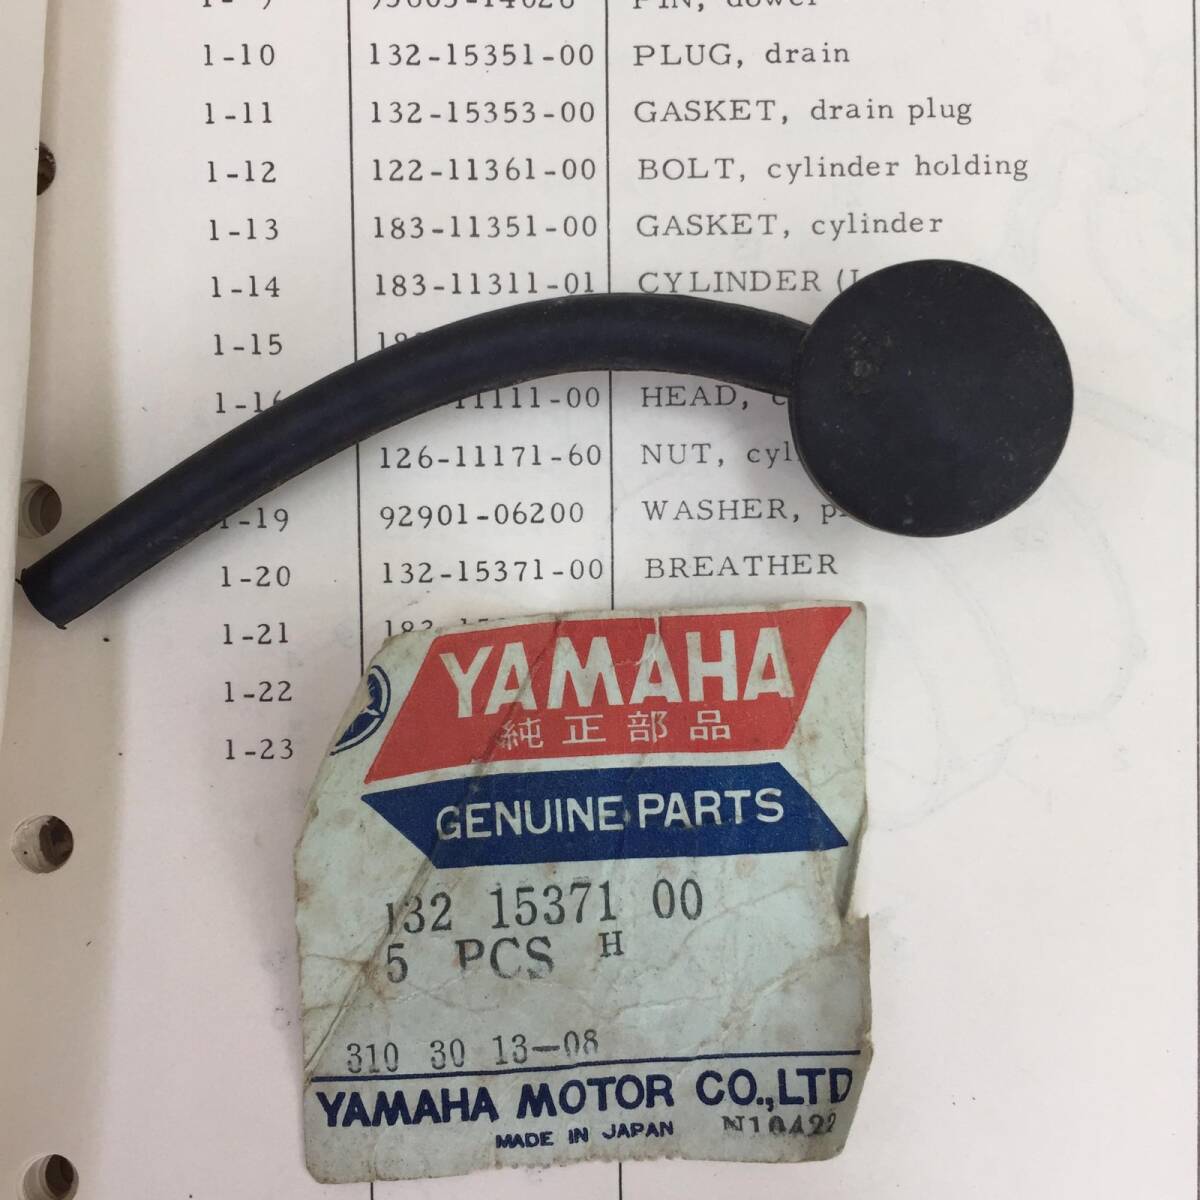 1-10 132-15351-00 PLUG, drain
1-11 132-15353-00 GASKET, drain plug
1-12 122-11361-00 BOLT, cylinder holding
1-13 183-11351-00 GASKET, cylinder
1-14 183-11311-01 CYLINDER
1-15
11111-00 HEAD,
126-11171-60 NUT,
1-19 92901-06200 WASHER,
1-20 132-15371-00 BREATHER
1-21
1-22
1-23
YAMAHA
純正部品
GENUINE PARTS
132 15371 00
5 PCS H
310 30 13-08
YAMAHA MOTOR CO.,LTD
MADE IN JAPAN N10422